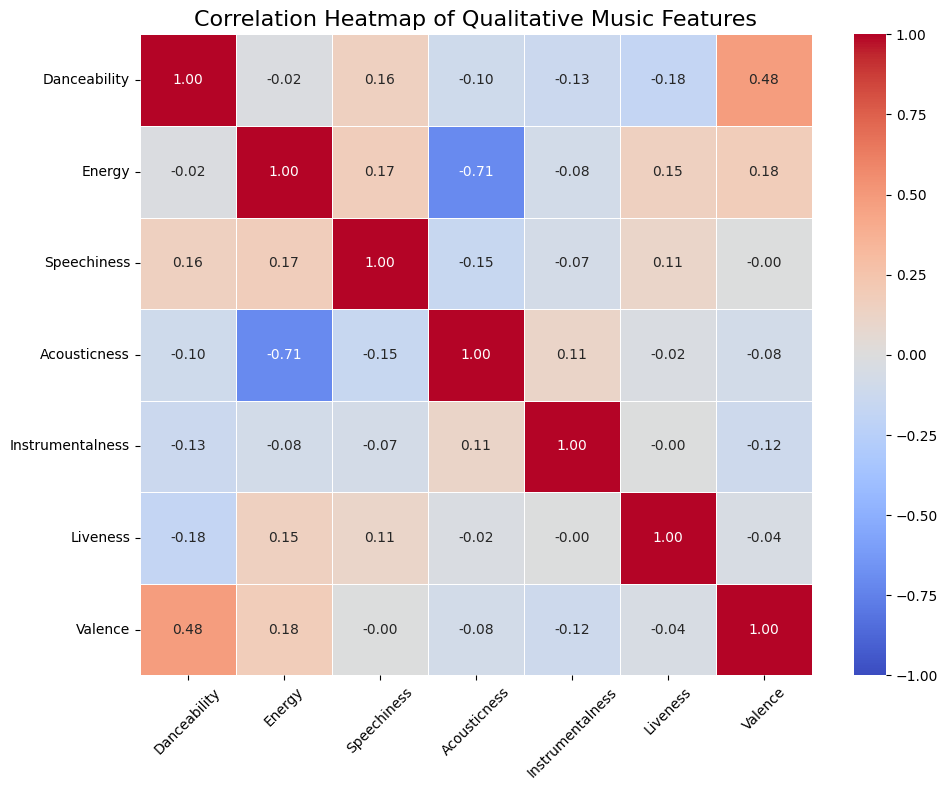 Correlation Heatmap of Qualitative Music Features
Danceability 1.00 -0.02 0.16 -0.10 -0.13 -0.18 0.48
Energy -0.02 1.00 0.17 -0.71 -0.08 0.15 0.18
Speechiness 0.16 0.17 1.00 -0.15 -0.07 0.11 -0.00
Acousticness -0.10 -0.71 -0.15 1.00 0.11 -0.02 -0.08
Instrumentalness -0.13 -0.08 -0.07 0.11 1.00 -0.00 -0.12
Liveness -0.18 0.15 0.11 -0.02 -0.00 1.00 -0.04
Valence 0.48 0.18 -0.00 -0.08 -0.12 -0.04 1.00
Danceability
Energy
Speechiness
Acousticness
Instrumentalness
Liveness
Valence
1.00
0.75
0.50
0.25
0.00
−0.25
−0.50
−0.75
−1.00